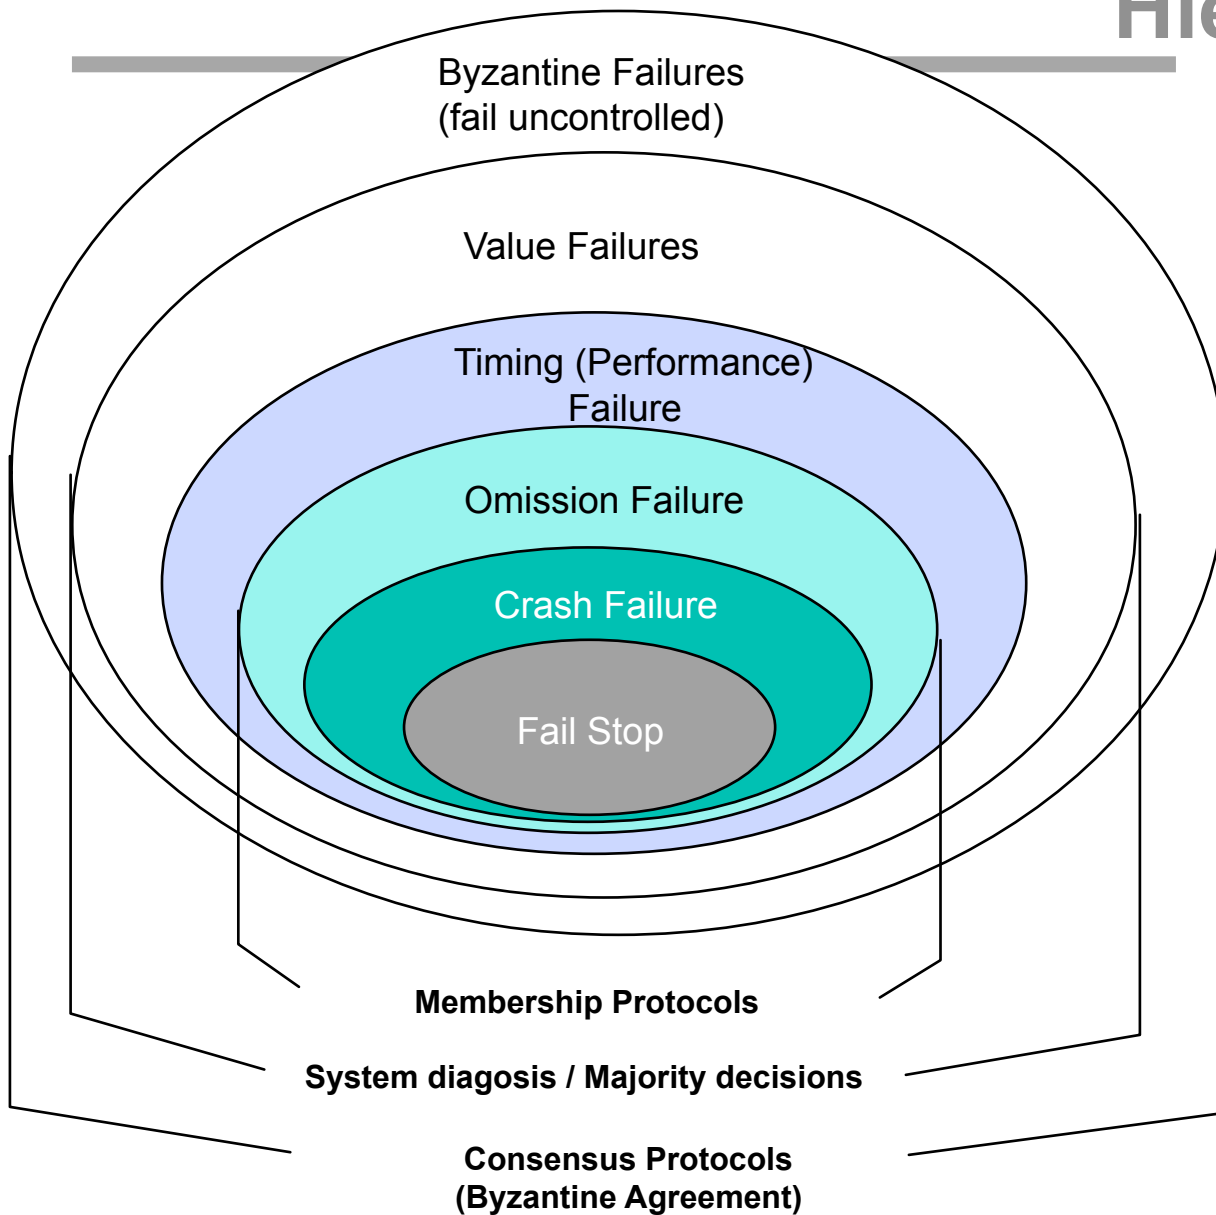 Byzantine Failures
(fail uncontrolled)
Value Failures
Timing (Performance)
Failure
Omission Failure
Crash Failure
Fail Stop
Membership Protocols
System diagosis / Majority decisions
Consensus Protocols
(Byzantine Agreement)